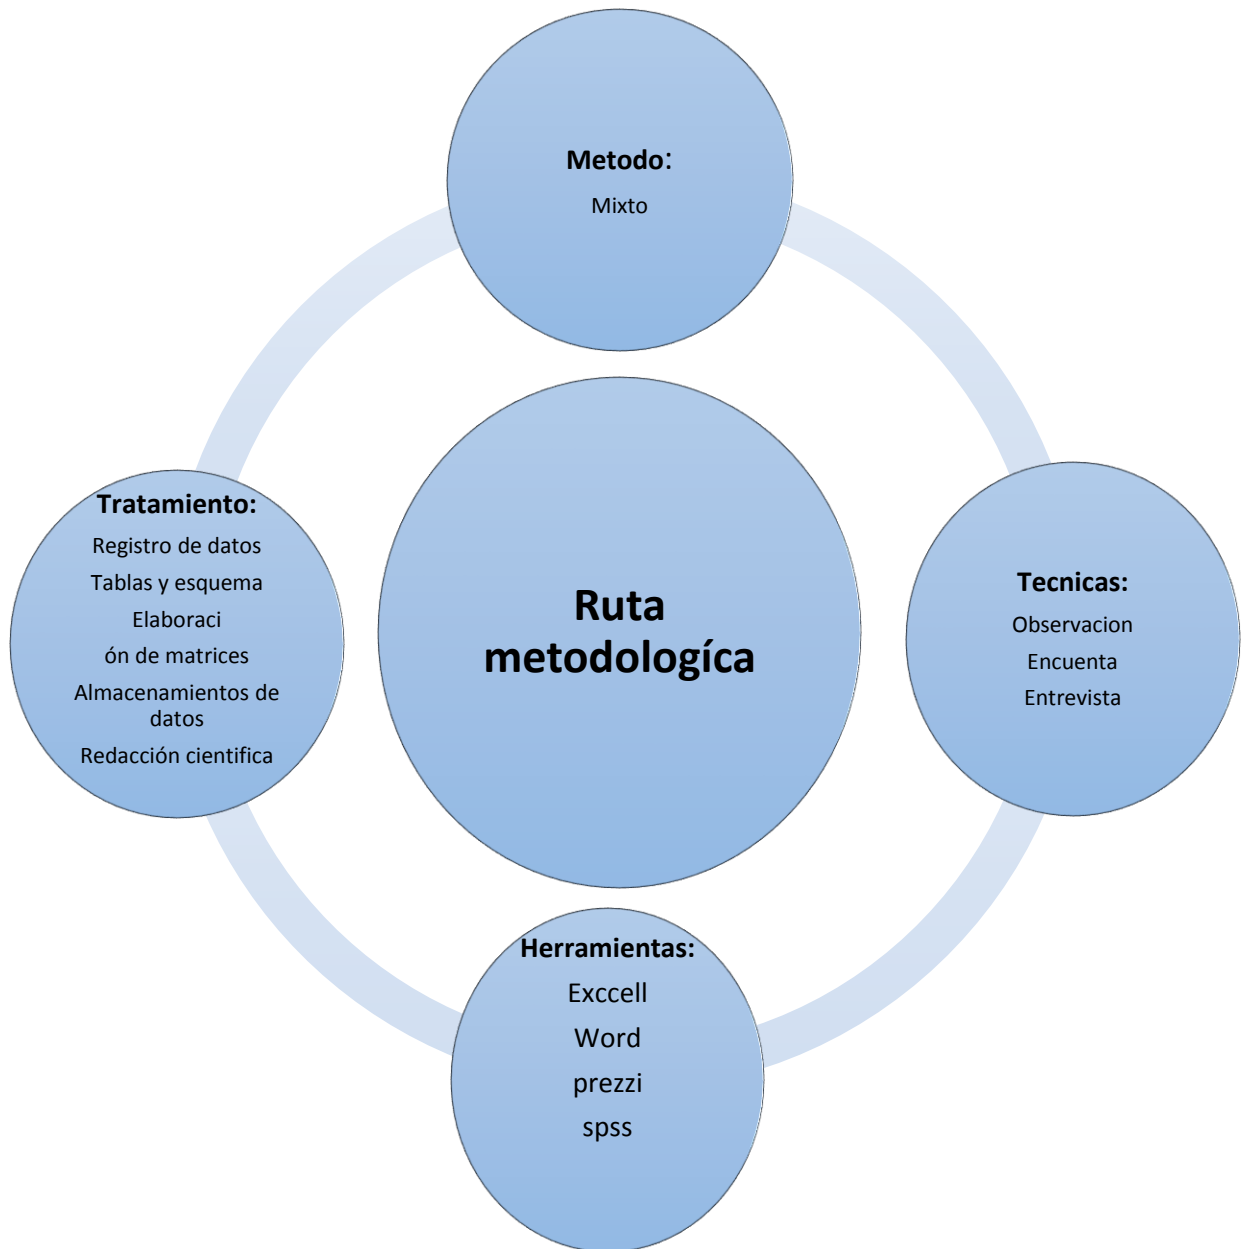 Metodo:
Mixto
Ruta
metodologíca
Tecnicas:
Observacion
Encuenta
Entrevista
Herramientas:
Exccell
Word
prezzi
spss
Tratamiento:
Registro de datos
Tablas y esquema
Elaboraci
ón de matrices
Almacenamientos de
datos
Redacción cientifica